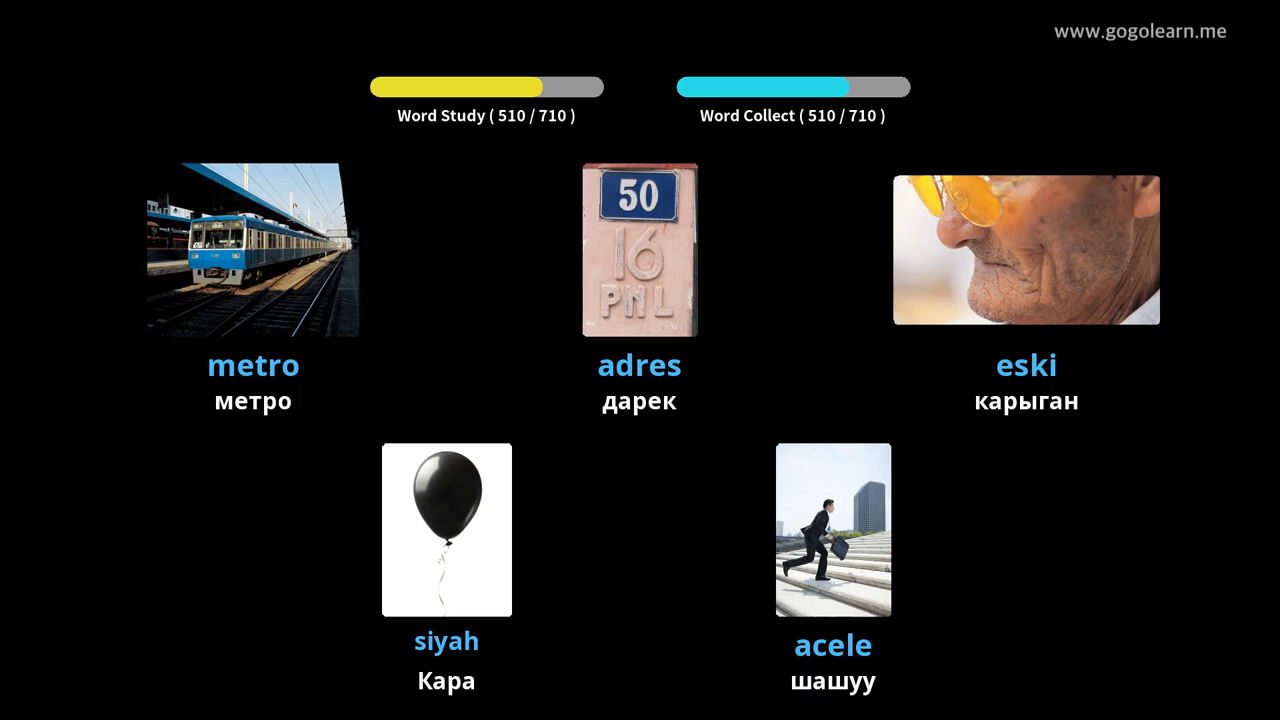 www.gogolearn.me
Word Study ( 510 / 710 )
Word Collect ( 510 / 710 )
50
16
PNL
metro
метро
adres
дарек
eski
карыган
siyah
Кара
acele
шашуу